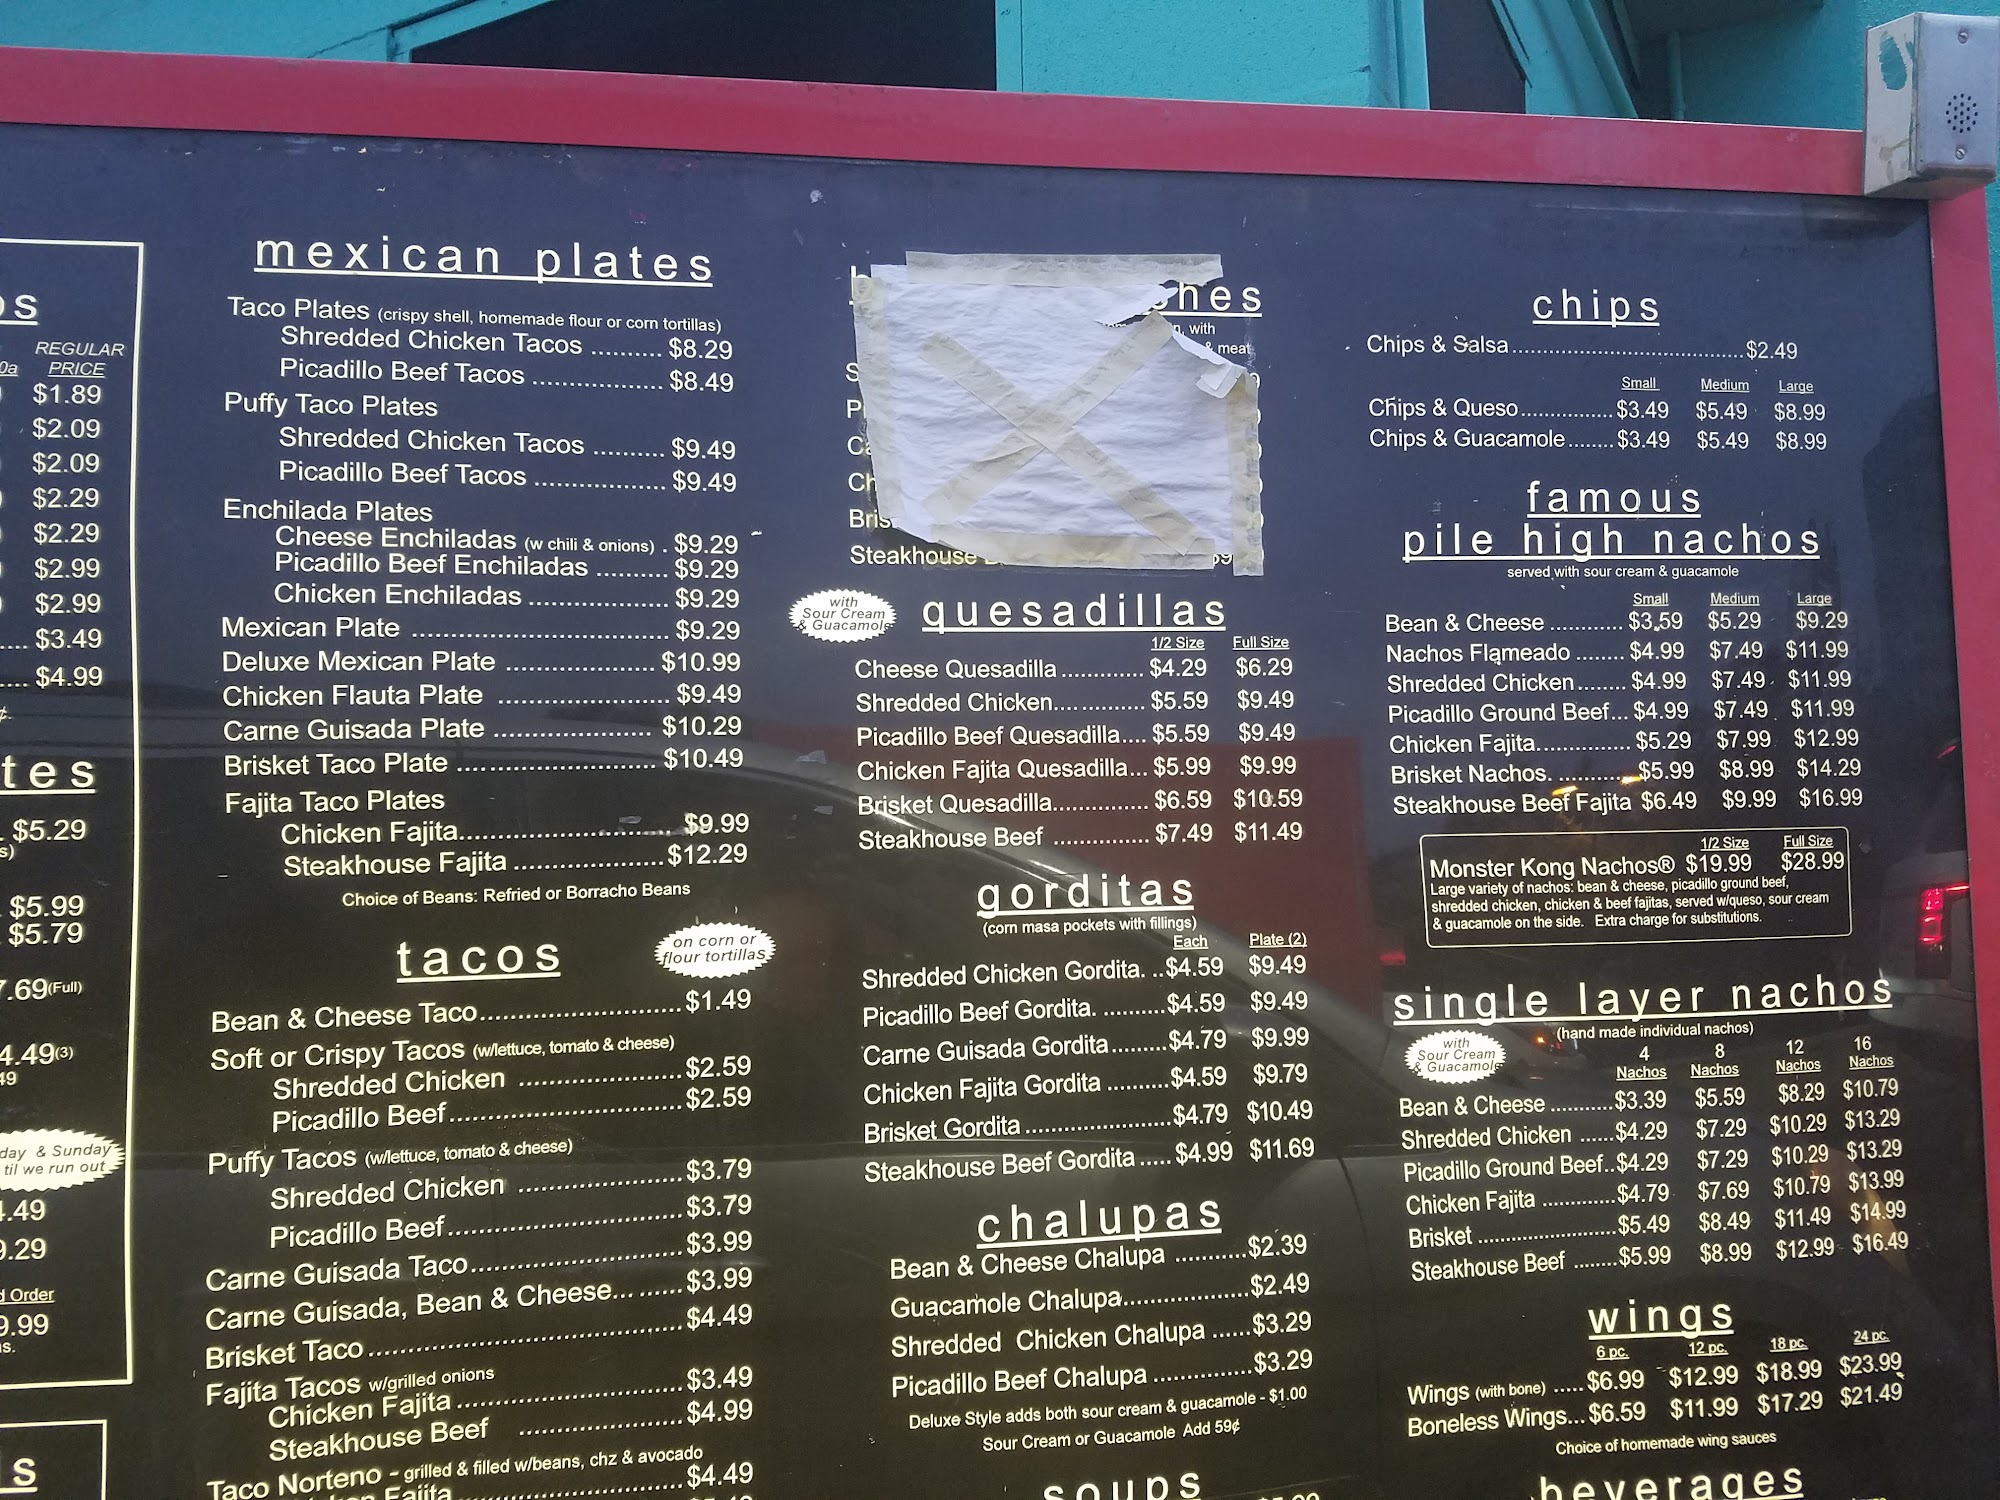 REGULAR
PRICE
$1.89
$2.09
$2.09
$2.29
$2.29
$2.99
$2.99
.... $3.49
.... $4.99
$5.29
$5.99
$5.79
(Full)
(3)
day & Sunday
til we run out
Order
mexican plates
Taco Plates (crispy shell, homemade flour or corn tortillas)
Shredded Chicken Tacos .......... $8.29
Picadillo Beef Tacos ................... $8.49
Puffy Taco Plates
Shredded Chicken Tacos .......... $9.49
Picadillo Beef Tacos ................... $9.49
Enchilada Plates
Cheese Enchiladas (w chili & onions) . $9.29
Picadillo Beef Enchiladas .......... $9.29
Chicken Enchiladas .................... $9.29
Mexican Plate ..................................... $9.29
Deluxe Mexican Plate ...................... $10.99
Chicken Flauta Plate ......................... $9.49
Carne Guisada Plate ....................... $10.29
Brisket Taco Plate ............................. $10.49
Fajita Taco Plates
Chicken Fajita............................... $9.99
Steakhouse Fajita ...................... $12.29
Choice of Beans: Refried or Borracho Beans
tacos
on corn or
flour tortillas
Bean & Cheese Taco............................. $1.49
Soft or Crispy Tacos (w/lettuce, tomato & cheese)
Shredded Chicken ........................ $2.59
Picadillo Beef.................................. $2.59
Puffy Tacos (w/lettuce, tomato & cheese)
Shredded Chicken ........................ $3.79
Picadillo Beef.................................. $3.79
Carne Guisada Taco............................... $3.99
Carne Guisada, Bean & Cheese... ...... $3.99
Brisket Taco ............................................. $4.49
Fajita Tacos w/grilled onions
Chicken Fajita ................................. $3.49
Steakhouse Beef ........................ $4.99
Taco Norteno - grilled & filled w/beans, chz & avocado
Fajita.............................. $4.49
hes
with
& meat
Bris
Steakhouse
with
Sour Cream
& Guacamole
quesadillas
1/2 Size Full Size
Cheese Quesadilla .............. $4.29 $6.29
Shredded Chicken............... $5.59 $9.49
Picadillo Beef Quesadilla.... $5.59 $9.49
Chicken Fajita Quesadilla... $5.99 $9.99
Brisket Quesadilla............... $6.59 $10.59
Steakhouse Beef ................ $7.49 $11.49
gorditas
(corn masa pockets with fillings)
Each Plate (2)
Shredded Chicken Gordita. ..$4.59 $9.49
Picadillo Beef Gordita. ..........$4.59 $9.49
Carne Guisada Gordita.........$4.79 $9.99
Chicken Fajita Gordita ..........$4.59 $9.79
Brisket Gordita .......................$4.79 $10.49
Steakhouse Beef Gordita ..... $4.99 $11.69
chalupas
Bean & Cheese Chalupa ...........$2.39
Guacamole Chalupa...................$2.49
Shredded Chicken Chalupa ......$3.29
Picadillo Beef Chalupa ...............$3.29
Deluxe Style adds both sour cream & guacamole - $1.00
Sour Cream or Guacamole Add 59¢
soups
chips
Chips & Salsa.......................................$2.49
Small Medium Large
Chips & Queso............... $3.49 $5.49 $8.99
Chips & Guacamole........ $3.49 $5.49 $8.99
famous
pile high nachos
served with sour cream & guacamole
Small Medium Large
Bean & Cheese ............ $3.59 $5.29 $9.29
Nachos Flameado ........ $4.99 $7.49 $11.99
Shredded Chicken........ $4.99 $7.49 $11.99
Picadillo Ground Beef... $4.99 $7.49 $11.99
Chicken Fajita............... $5.29 $7.99 $12.99
Brisket Nachos. ............$5.99 $8.99 $14.29
Steakhouse Beef Fajita $6.49 $9.99 $16.99
1/2 Size Full Size
Monster Kong Nachos® $19.99 $28.99
Large variety of nachos: bean & cheese, picadillo ground beef,
shredded chicken, chicken & beef fajitas, served w/queso, sour cream
& guacamole on the side. Extra charge for substitutions.
single layer nachos
(hand made individual nachos)
with
Sour Cream
& Guacamole
4 8 12 16
Nachos Nachos Nachos Nachos
Bean & Cheese ..........$3.39 $5.59 $8.29 $10.79
Shredded Chicken ......$4.29 $7.29 $10.29 $13.29
Picadillo Ground Beef..$4.29 $7.29 $10.29 $13.29
Chicken Fajita ............$4.79 $7.69 $10.79 $13.99
Brisket ......................$5.49 $8.49 $11.49 $14.99
Steakhouse Beef ........$5.99 $8.99 $12.99 $16.49
wings
6 pc. 12 pc. 18 pc. 24 pc.
Wings (with bone) ..... $6.99 $12.99 $18.99 $23.99
Boneless Wings... $6.59 $11.99 $17.29 $21.49
Choice of homemade wing sauces
beverages